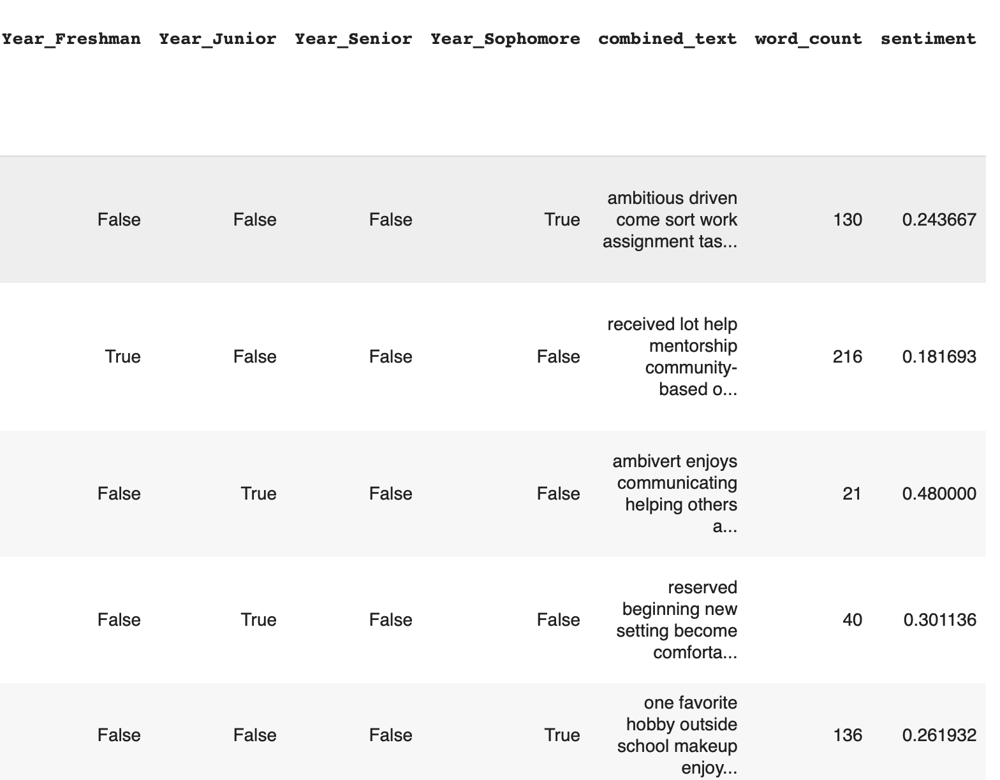 Year_Freshman Year_Junior Year_Senior Year_Sophomore combined_text word_count sentiment
ambitious driven
False False False True come sort work 130 0.243667
assignment tas...
received lot help
mentorship
True False False False 216 0.181693
community-
based o...
ambivert enjoys
communicating
False True False False 21 0.480000
helping others
a...
reserved
beginning new
False True False False 40 0.301136
setting become
comforta...
one favorite
hobby outside
False False False True 136 0.261932
school makeup
enjoy...